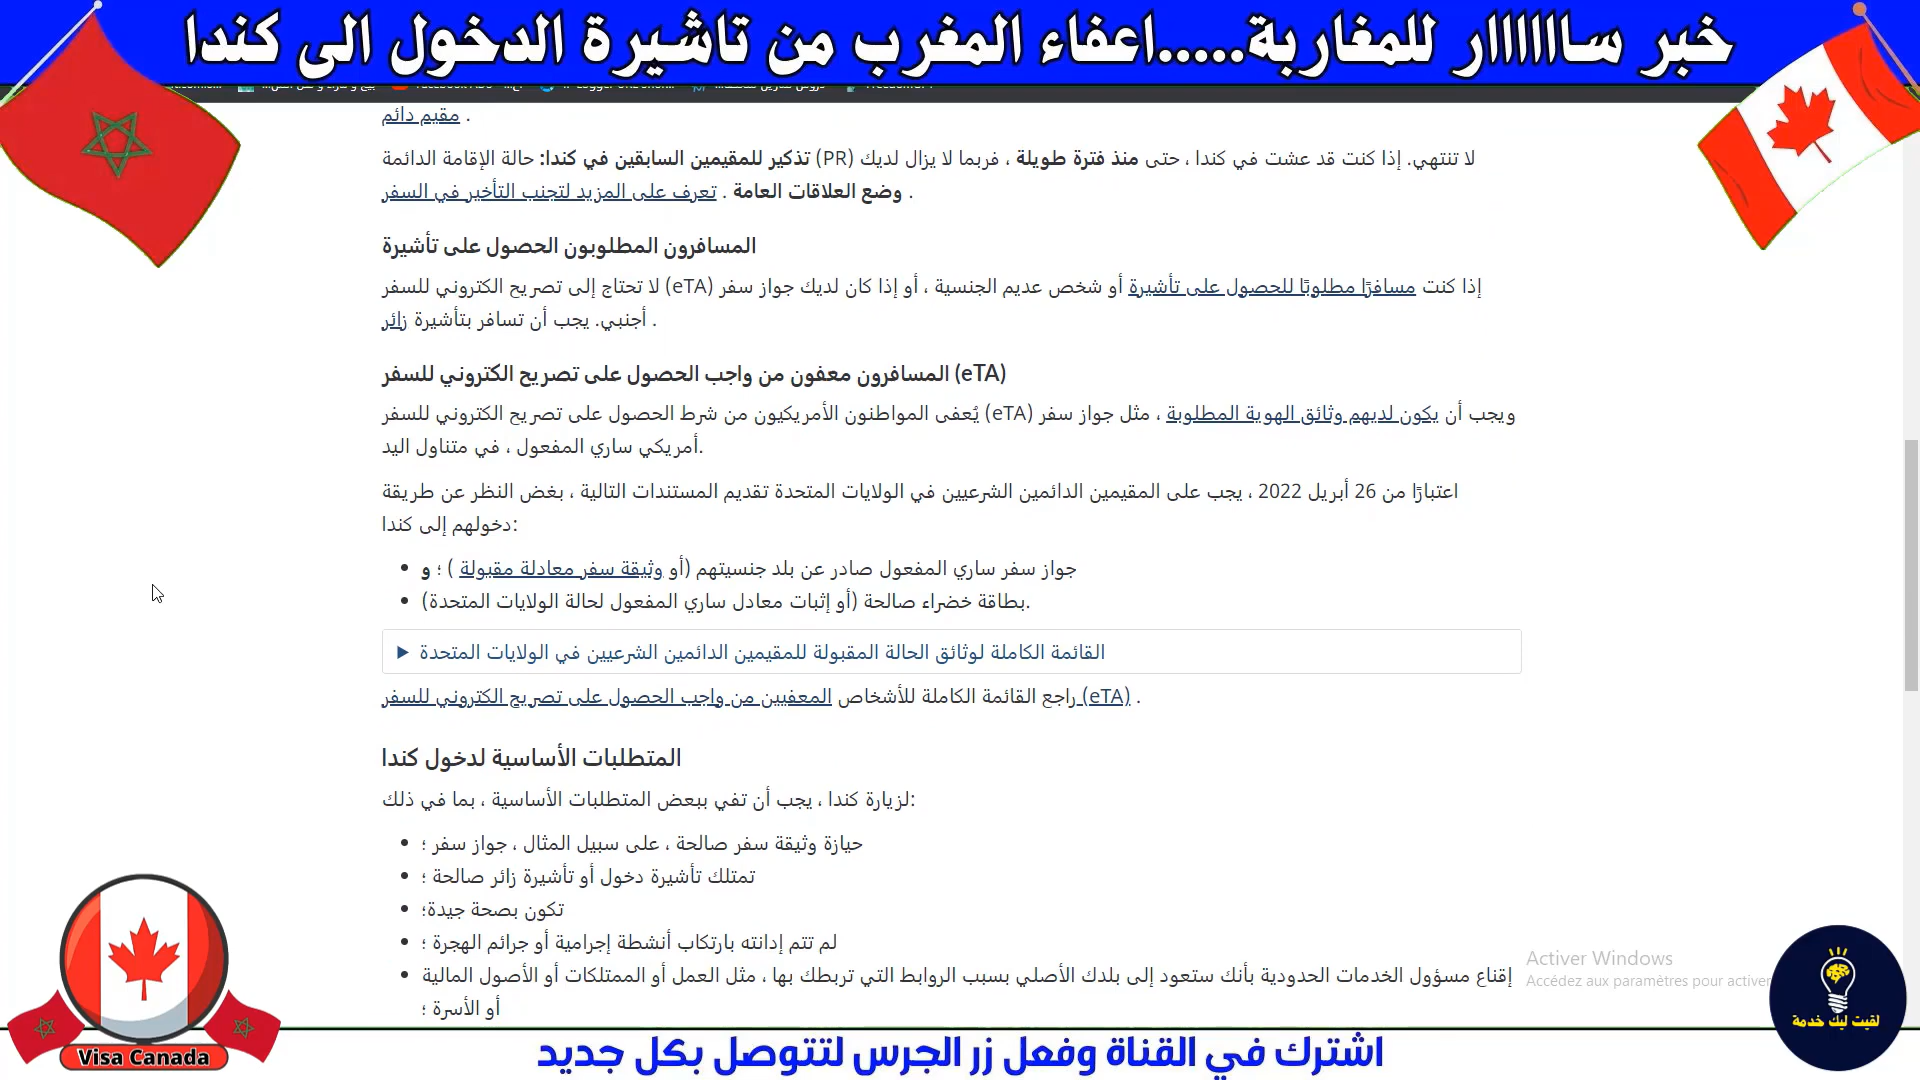 خبر سااااااار للمغاربة.....اعفاء المغرب من تاشيرة الدخول الى كندا
مقيم دائم .
لا تنتهي. إذا كنت قد عشت في كندا ، حتى منذ فترة طويلة ، فربما لا يزال لديك (PR) تذكير للمقيمين السابقين في كندا: حالة الإقامة الدائمة
وضع العلاقات العامة . تعرف على المزيد لتجنب التأخير في السفر .
المسافرون المطلوبون الحصول على تأشيرة
إذا كنت مسافرًا مطلوبًا للحصول على تأشيرة أو شخص عديم الجنسية ، أو إذا كان لديك جواز سفر (eTA) لا تحتاج إلى تصريح الكتروني للسفر
أجنبي. يجب أن تسافر بتأشيرة زائر .
المسافرون معفون من واجب الحصول على تصريح الكتروني للسفر (eTA)
ويجب أن يكون لديهم وثائق الهوية المطلوبة ، مثل جواز سفر (eTA) يُعفى المواطنون الأمريكيون من شرط الحصول على تصريح الكتروني للسفر
أمريكي ساري المفعول ، في متناول اليد.
اعتبارًا من 26 أبريل 2022 ، يجب على المقيمين الدائمين الشرعيين في الولايات المتحدة تقديم المستندات التالية ، بغض النظر عن طريقة
دخولهم إلى كندا:
• جواز سفر ساري المفعول صادر عن بلد جنسيتهم (أو وثيقة سفر معادلة مقبولة ) ؛ و
• بطاقة خضراء صالحة (أو إثبات معادل ساري المفعول لحالة الولايات المتحدة).
القائمة الكاملة لوثائق الحالة المقبولة للمقيمين الدائمين الشرعيين في الولايات المتحدة
راجع القائمة الكاملة للأشخاص المعفيين من واجب الحصول على تصريح الكتروني للسفر (eTA) .
المتطلبات الأساسية لدخول كندا
لزيارة كندا ، يجب أن تفي ببعض المتطلبات الأساسية ، بما في ذلك:
• حيازة وثيقة سفر صالحة ، على سبيل المثال ، جواز سفر ؛
• تمتلك تأشيرة دخول أو تأشيرة زائر صالحة ؛
• تكون بصحة جيدة؛
• لم تتم إدانته بارتكاب أنشطة إجرامية أو جرائم الهجرة ؛
• إقناع مسؤول الخدمات الحدودية بأنك ستعود إلى بلدك الأصلي بسبب الروابط التي تربطك بها ، مثل العمل أو الممتلكات أو الأصول المالية
أو الأسرة ؛
Activer Windows
Accédez aux paramètres pour activer
لقيت ليك خدمة
Visa Canada
اشترك في القناة وفعل زر الجرس لتتوصل بكل جديد